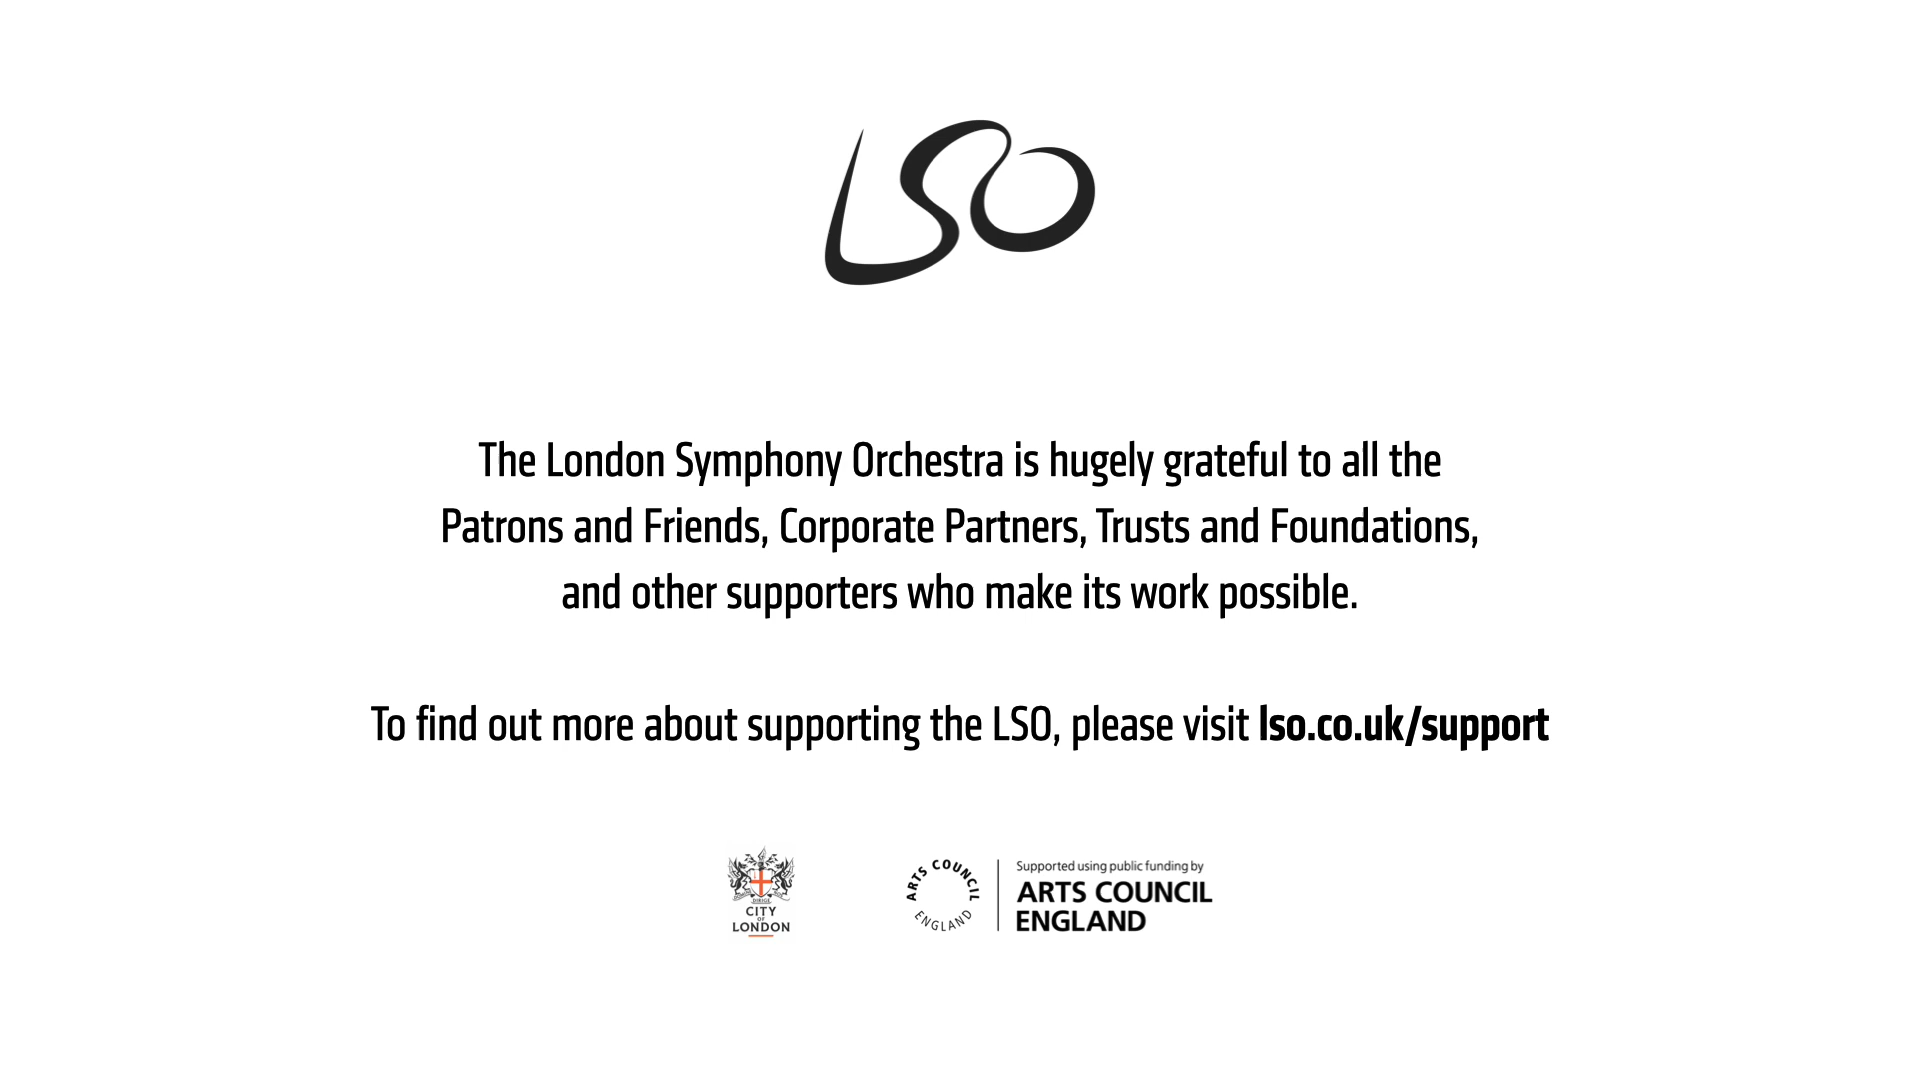 LSO
The London Symphony Orchestra is hugely grateful to all the
Patrons and Friends, Corporate Partners, Trusts and Foundations,
and other supporters who make its work possible.
To find out more about supporting the LSO, please visit lso.co.uk/support
DIRIGE
CITY
OF
LONDON
ARTS COUNCIL
ENGLAND
Supported using public funding by
ARTS COUNCIL
ENGLAND